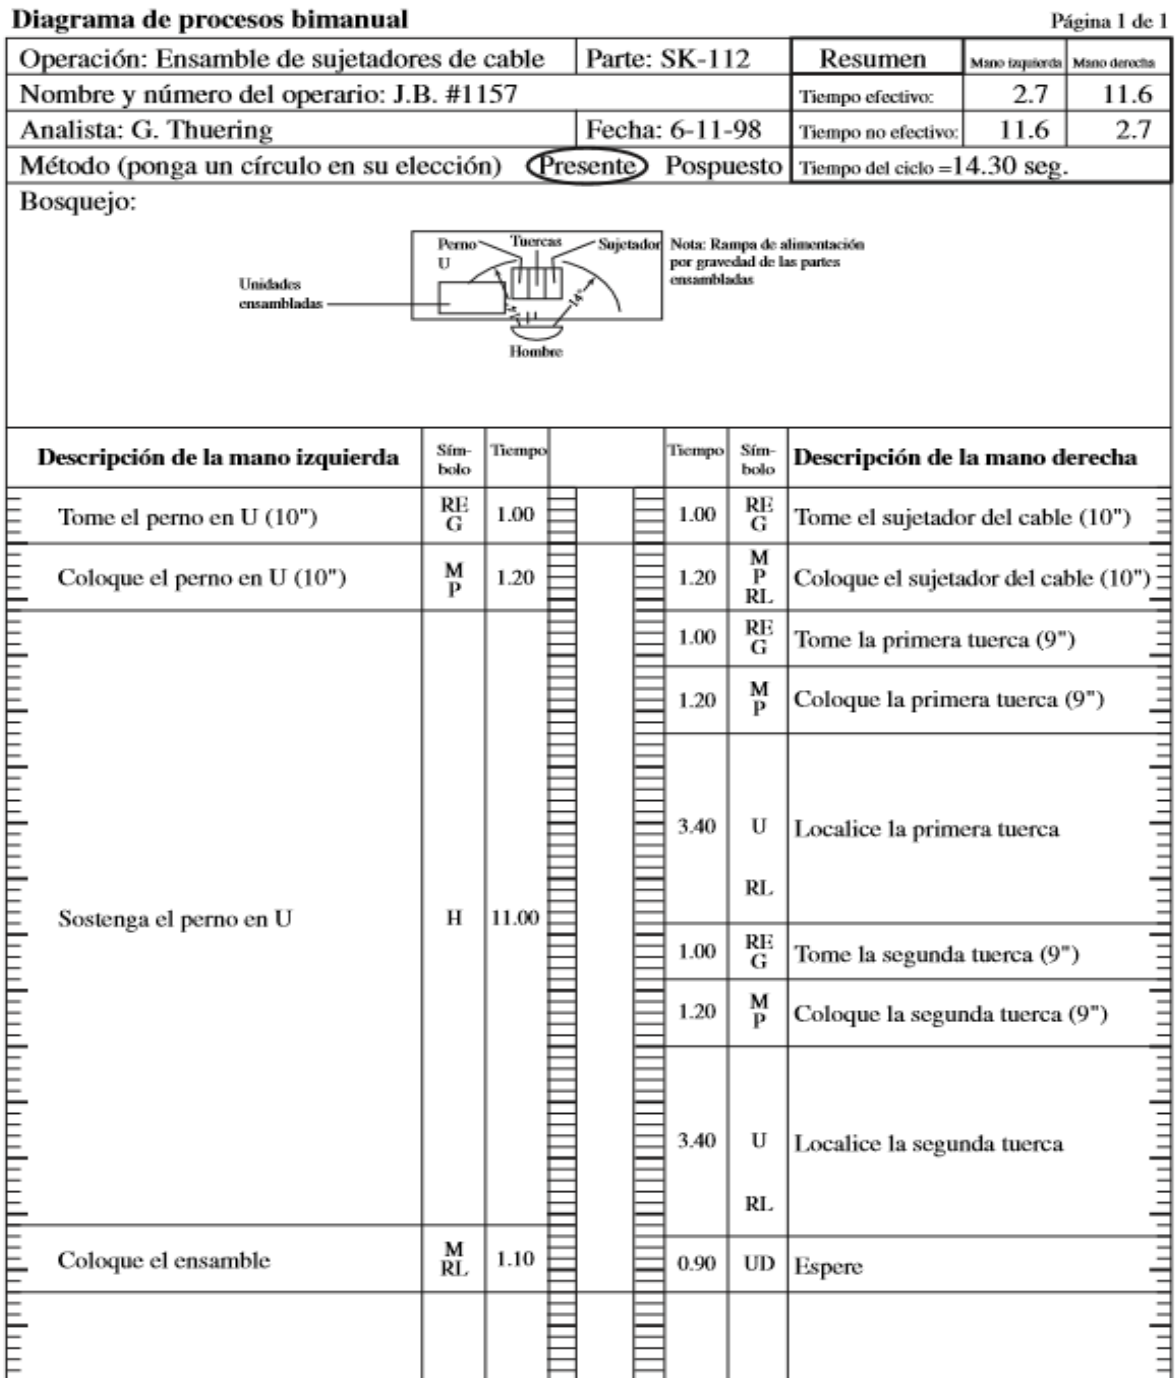 Diagrama de procesos bimanual
Página 1 de 1
Operación: Ensamble de sujetadores de cable Parte: SK-112 Resumen Mano izquierda Mano derecha
Nombre y número del operario: J.B. #1157 Tiempo efectivo: 2.7 11.6
Analista: G. Thuering Fecha: 6-11-98 Tiempo no efectivo: 11.6 2.7
Método (ponga un círculo en su elección) Presente Pospuesto Tiempo del ciclo = 14.30 seg.
Bosquejo:
Perno U
Tuercas
Sujetador
Nota: Rampa de alimentación
por gravedad de las partes
ensambladas
Unidades
ensambladas
14"
Hombre
Descripción de la mano izquierda Sím-bolo Tiempo Tiempo Sím-bolo Descripción de la mano derecha
Tome el perno en U (10") RE G 1.00 1.00 RE G Tome el sujetador del cable (10")
Coloque el perno en U (10") M P 1.20 1.20 M P RL Coloque el sujetador del cable (10")
1.00 RE G Tome la primera tuerca (9")
1.20 M P Coloque la primera tuerca (9")
3.40 U RL Localice la primera tuerca
Sostenga el perno en U H 11.00
1.00 RE G Tome la segunda tuerca (9")
1.20 M P Coloque la segunda tuerca (9")
3.40 U RL Localice la segunda tuerca
Coloque el ensamble M RL 1.10 0.90 UD Espere